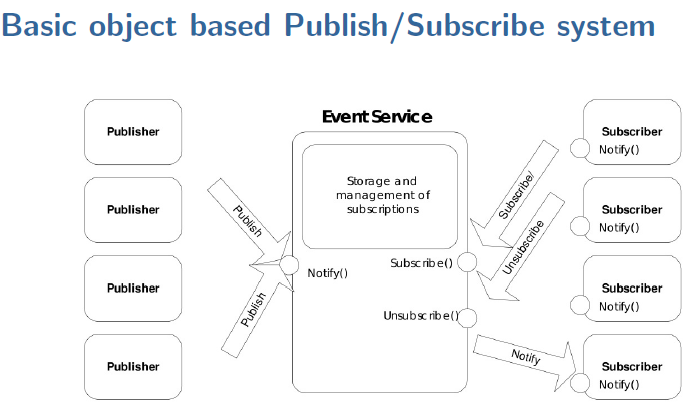 Basic object based Publish/Subscribe system
Publisher
Publisher
Publisher
Publisher
Publish
Publish
Event Service
Storage and
management of
subscriptions
Notify()
Subscribe()
Unsubscribe()
Subscribe/
Unsubscribe
Notify
Subscriber
Notify()
Subscriber
Notify()
Subscriber
Notify()
Subscriber
Notify()